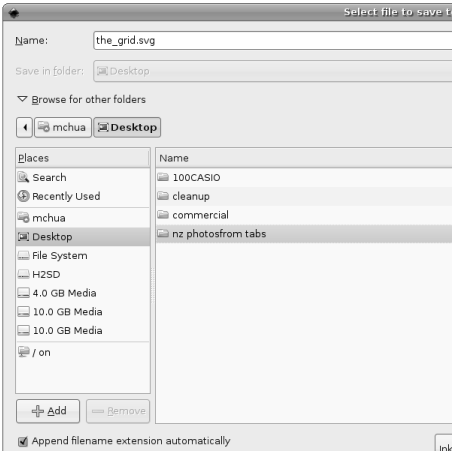 Select file to save t
Name: the_grid.svg
Save in folder: Desktop
Browse for other folders
mchua Desktop
Places Name
Search 100CASIO
Recently Used cleanup
mchua commercial
Desktop nz photosfrom tabs
File System
H2SD
4.0 GB Media
10.0 GB Media
10.0 GB Media
/ on
Add Remove
Append filename extension automatically
Ink